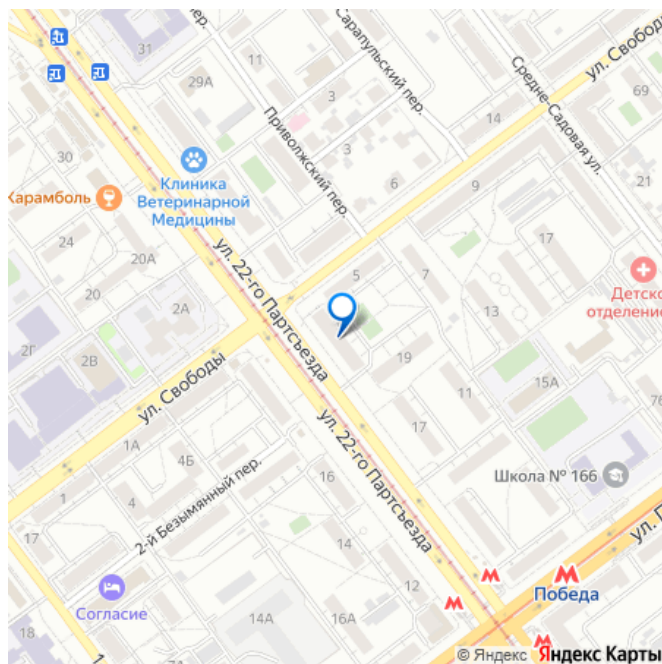 31
29А
3
Сарапульский пер.
ул. Свободы
69
14
Средне-Садовая ул.
30
Клиника
Ветеринарной
Медицины
Приволжский пер.
3
3
6
9
21
Карамболь
24
20А
20
2А
ул. 22-го Партсъезда
5
7
17
13
Детско
отделение
2Г
2В
ул. Свободы
19
11
15А
76
17
ул. 22-го Партсъезда
1А
4Б
1
4
2-й Безымянный пер.
16
Школа № 166
17
14
12
Победа
ул. П
Согласие
14А
16А
18
1
© Яндекс Яндекс Карты